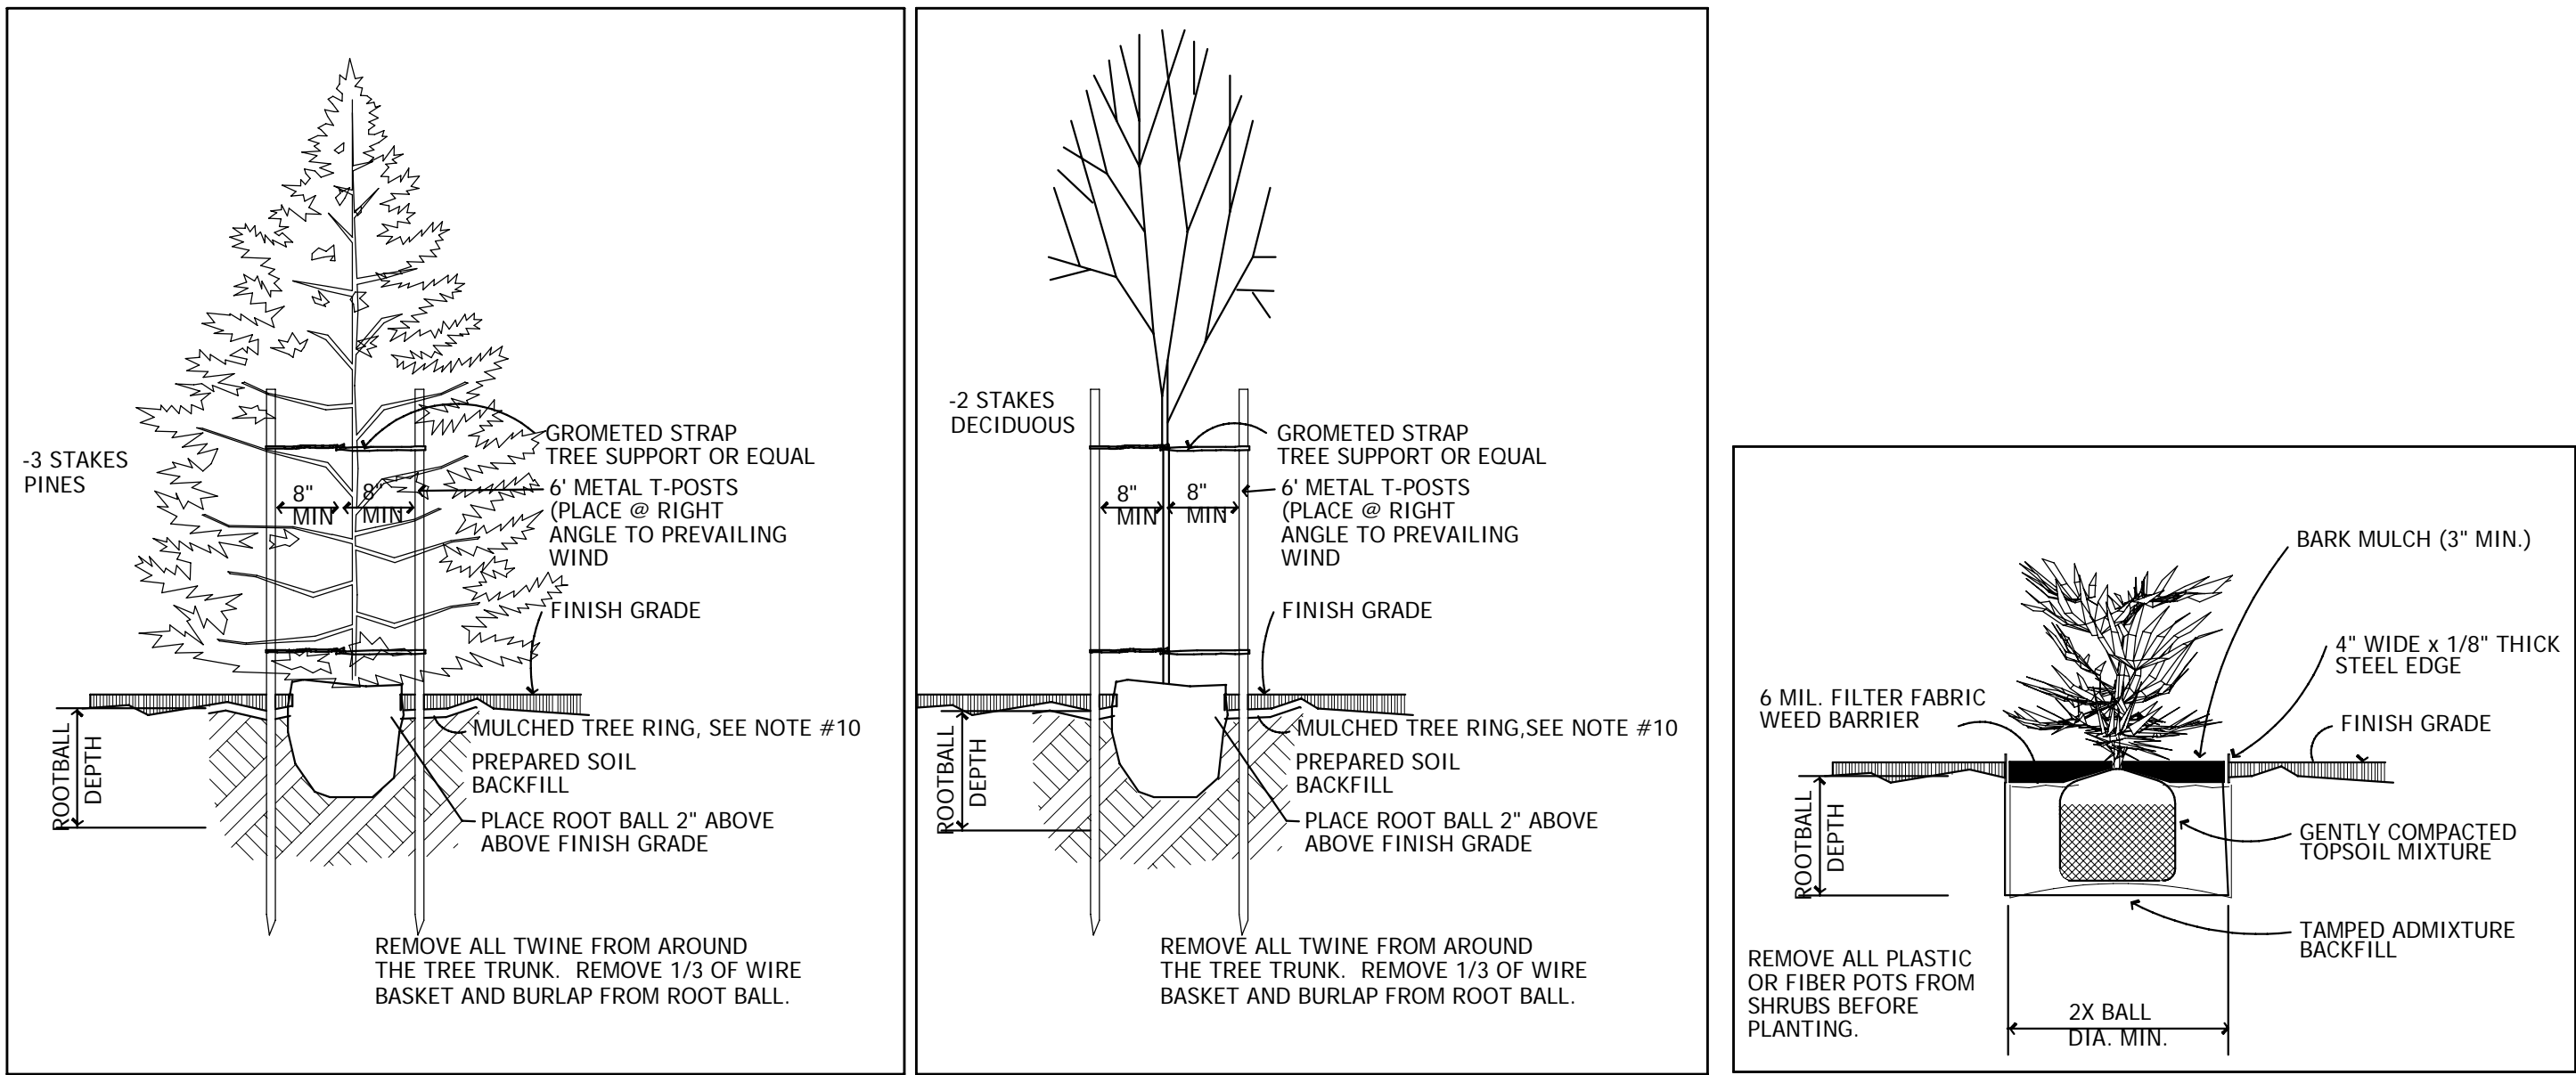 -3 STAKES
PINES
8"
MIN
8"
MIN
GROMETED STRAP
TREE SUPPORT OR EQUAL
6' METAL T-POSTS
(PLACE @ RIGHT
ANGLE TO PREVAILING
WIND
FINISH GRADE
MULCHED TREE RING, SEE NOTE #10
PREPARED SOIL
BACKFILL
PLACE ROOT BALL 2" ABOVE
ABOVE FINISH GRADE
ROOTBALL
DEPTH
REMOVE ALL TWINE FROM AROUND
THE TREE TRUNK. REMOVE 1/3 OF WIRE
BASKET AND BURLAP FROM ROOT BALL.
-2 STAKES
DECIDUOUS
8"
MIN
8"
MIN
GROMETED STRAP
TREE SUPPORT OR EQUAL
6' METAL T-POSTS
(PLACE @ RIGHT
ANGLE TO PREVAILING
WIND
FINISH GRADE
MULCHED TREE RING,SEE NOTE #10
PREPARED SOIL
BACKFILL
PLACE ROOT BALL 2" ABOVE
ABOVE FINISH GRADE
ROOTBALL
DEPTH
REMOVE ALL TWINE FROM AROUND
THE TREE TRUNK. REMOVE 1/3 OF WIRE
BASKET AND BURLAP FROM ROOT BALL.
BARK MULCH (3" MIN.)
4" WIDE x 1/8" THICK
STEEL EDGE
6 MIL. FILTER FABRIC
WEED BARRIER
FINISH GRADE
ROOTBALL
DEPTH
GENTLY COMPACTED
TOPSOIL MIXTURE
TAMPED ADMIXTURE
BACKFILL
REMOVE ALL PLASTIC
OR FIBER POTS FROM
SHRUBS BEFORE
PLANTING.
2X BALL
DIA. MIN.